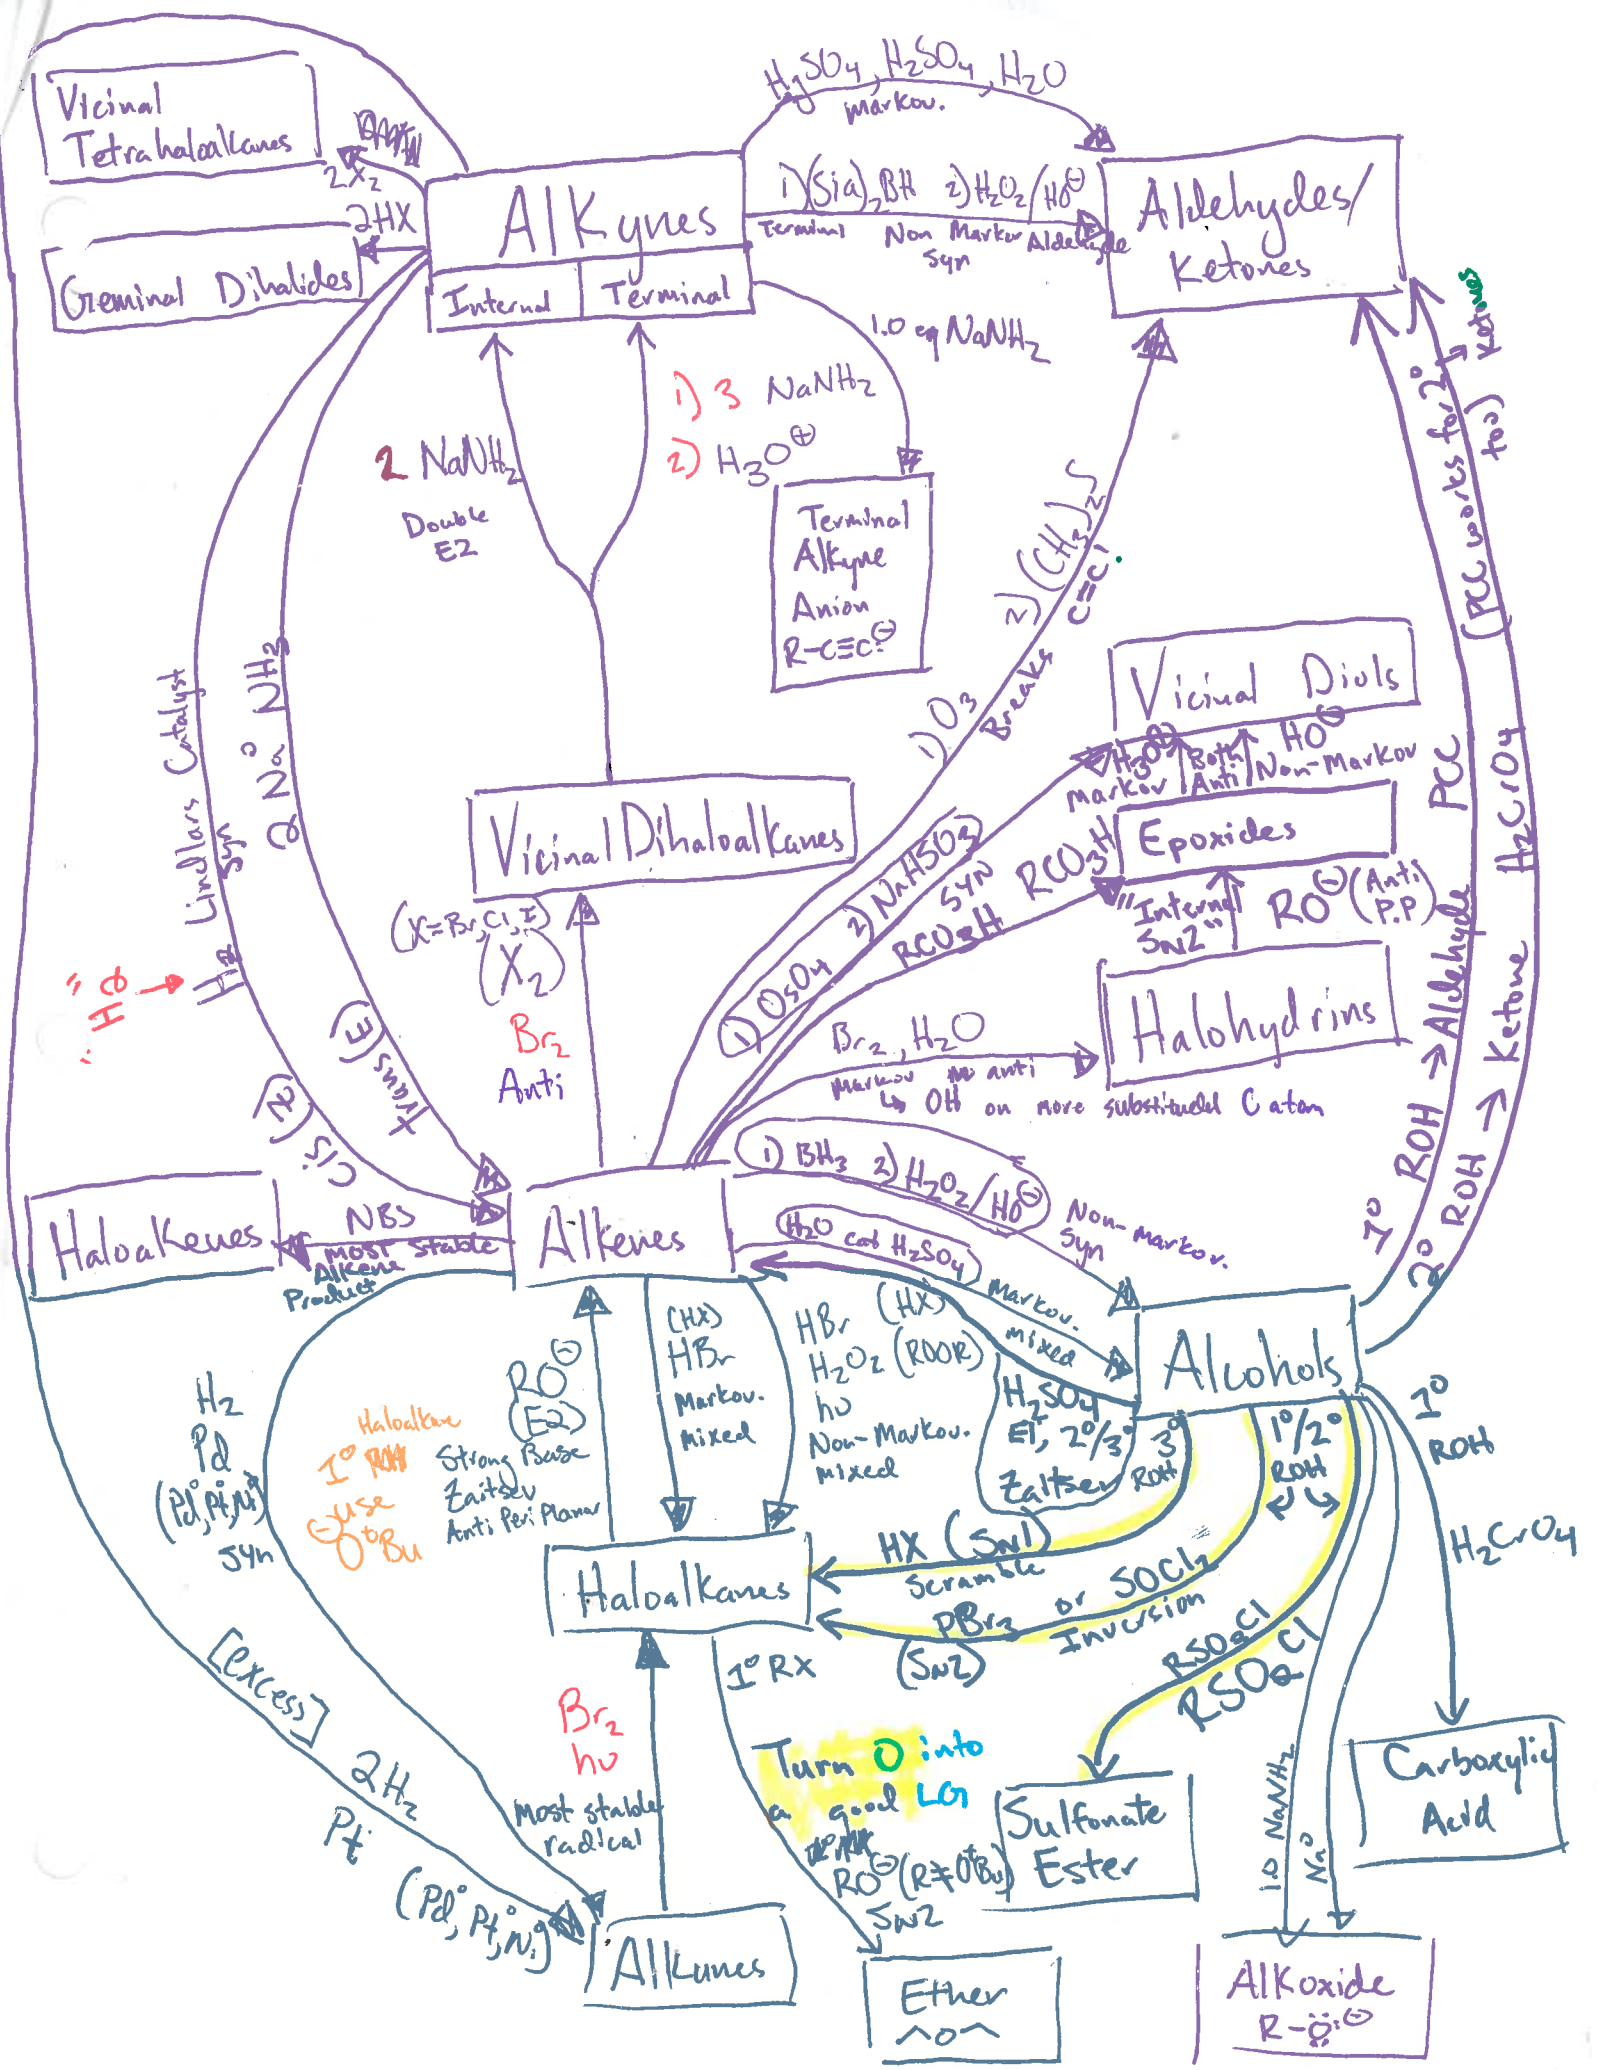 HgSO4, H2SO4, H2O
Markov.
Vicinal
Tetrahaloalkanes
2X2
2HX
Geminal Dihalides
Alkynes
Internal
Terminal
1)(Sia)2BH 2)H2O2/HO⊖
Terminal Non Markov Aldehyde
Syn
Aldehydes/
Ketones
1.0 eq NaNH2
1) 3 NaNH2
2) H3O⊕
2 NaNH2
Double
E2
Terminal
Alkyne
Anion
R-C≡C:⊖
1) O3 2) (CH3)2S
Breaks C=C!
(PCC works for 2° → Ketones
too)
1° ROH → Aldehyde PCC
2° ROH → Ketone H2CrO4
Vicinal Diols
H3O⊕
Markov
Both
Anti
HO⊖
Non-Markov
Epoxides
"Internal
SN2"
RO⊖ (Anti
P.P)
Halohydrins
Lindlars Catalyst
Syn
H2
"H2"
2 Na° NH3
trans (E)
cis (Z)
Vicinal Dihaloalkanes
(X=Br,Cl,I)
(X2)
Br2
Anti
1) OsO4 2) NaHSO3
SYN
RCO3H
RCO3H
Br2, H2O
Markov anti
↳ OH on more substituded C atom
1) BH3 2) H2O2/HO⊖
Non-Markov.
Syn
H2O cat H2SO4
Markov.
mixed
Haloalkenes
NBS
MOST Stable
Alkene
Product
Alkenes
Alcohols
H2SO4
E1, 2°/3°
Zaitsev
H2
Pd
(Pd°,Pt°,Ni°)
Syn
Haloalkane
1°
use
⊖OtBu
RO⊖
(E2)
Strong Base
Zaitsev
Anti Peri Planar
(HX)
HBr
Markov.
mixed
HBr (HX)
H2O2 (ROOR)
hν
Non-Markov.
mixed
3°
ROH
1°/2°
ROH
1°
ROH
H2CrO4
Haloalkanes
HX (SN1)
Scramble
PBr3 or SOCl2
(SN2) Inversion
RSO2Cl
RSO2Cl
1° RX
Br2
hν
Most stable
radical
Turn O into
a good LG
RO⊖(R≠OtBu)
SN2
Sulfonate
Ester
Carboxylic
Acid
1.0 NaNH2
Na°
[excess] 2H2
Pt
(Pd°,Pt°,Ni°)
Alkanes
Ether
Alkoxide
R-Ö:⊖